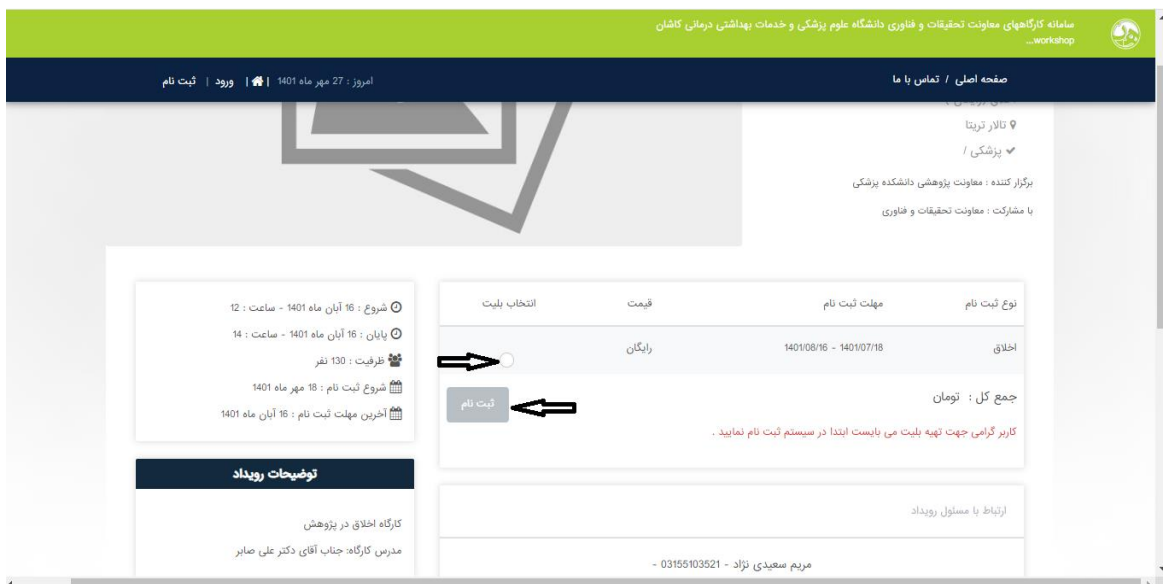 سامانه کارگاههای معاونت تحقیقات و فناوری دانشگاه علوم پزشکی و خدمات بهداشتی درمانی کاشان
workshop...
صفحه اصلی / تماس با ما
امروز : 27 مهر ماه 1401 | | ورود | ثبت نام
تالار تریتا
پزشکی /
برگزار کننده : معاونت پژوهشی دانشکده پزشکی
با مشارکت : معاونت تحقیقات و فناوری
نوع ثبت نام مهلت ثبت نام قیمت انتخاب بلیت
اخلاق 1401/07/18 - 1401/08/16 رایگان
جمع کل : تومان
ثبت نام
کاربر گرامی جهت تهیه بلیت می بایست ابتدا در سیستم ثبت نام نمایید .
ارتباط با مسئول رویداد
مریم سعیدی نژاد - 03155103521 -
شروع : 16 آبان ماه 1401 - ساعت : 12
پایان : 16 آبان ماه 1401 - ساعت : 14
ظرفیت : 130 نفر
شروع ثبت نام : 18 مهر ماه 1401
آخرین مهلت ثبت نام : 16 آبان ماه 1401
توضیحات رویداد
کارگاه اخلاق در پژوهش
مدرس کارگاه: جناب آقای دکتر علی صابر